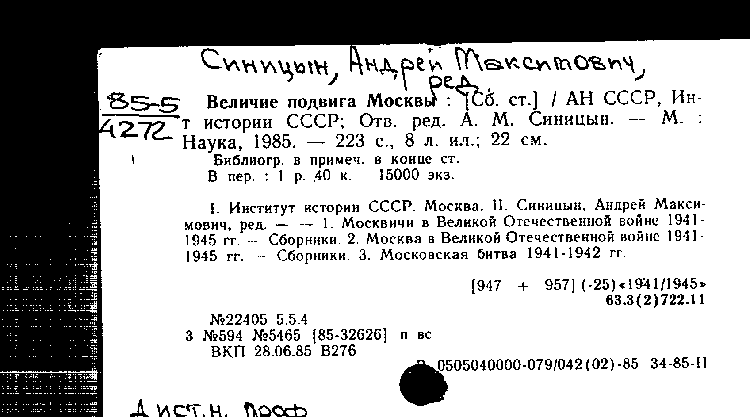 Синицын, Андрей Максимович,
ред.
85-5
4272
Величие подвига Москвы : [Сб. ст.] / АН СССР, Ин-
т истории СССР; Отв. ред. А. М. Синицын. — М. :
Наука, 1985. — 223 с., 8 л. ил.; 22 см.
Библиогр. в примеч. в конце ст.
В пер. : 1 р. 40 к. 15000 экз.
I. Институт истории СССР. Москва. II. Синицын, Андрей Макси-
мович, ред. — — 1. Москвичи в Великой Отечественной войне 1941-
1945 гг. — Сборники. 2. Москва в Великой Отечественной войне 1941-
1945 гг. — Сборники. 3. Московская битва 1941-1942 гг.
[947 + 957] (-25) «1941/1945»
63.3(2)722.11
№22405 5.5.4
3 №594 №5465 [85-32626] п вс
ВКП 28.06.85 В276
0505040000-079/042(02)-85 34-85-II
Д ист. н. проф